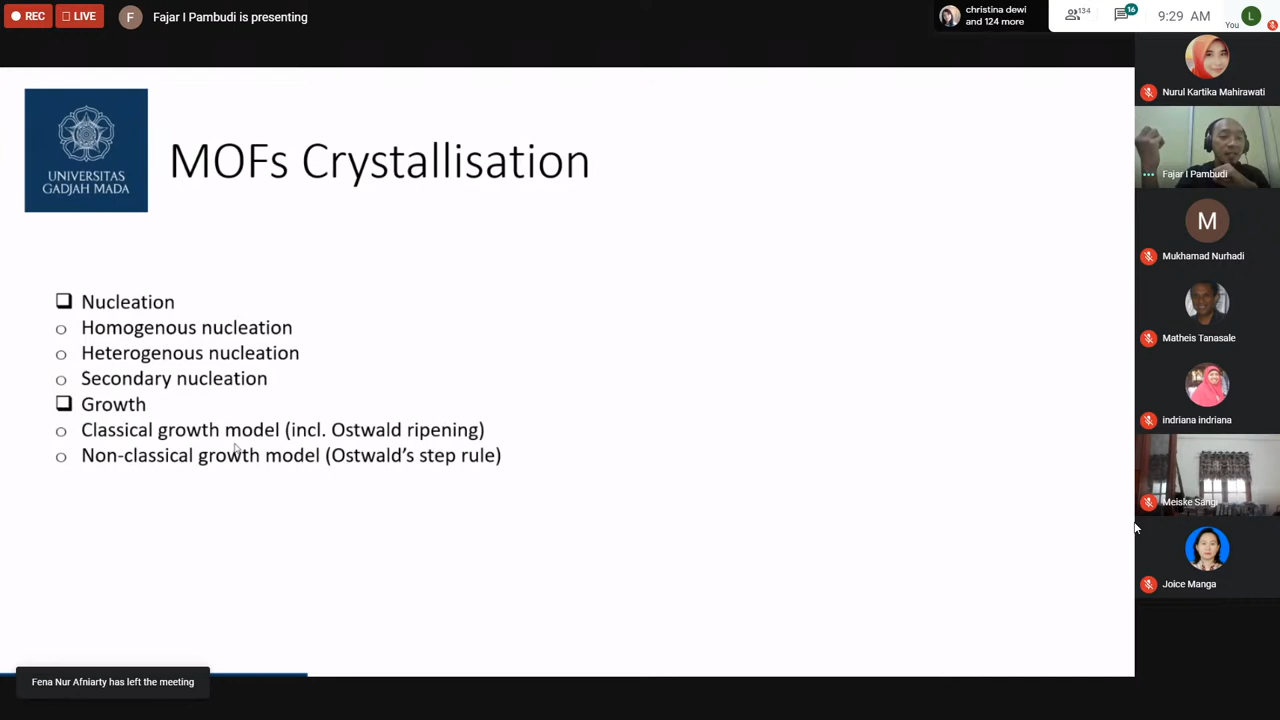 REC
LIVE
F
Fajar I Pambudi is presenting
christina dewi
and 124 more
134
16
9:29 AM
You
L
UNIVERSITAS
GADJAH MADA
MOFs Crystallisation
Nucleation
Homogenous nucleation
Heterogenous nucleation
Secondary nucleation
Growth
Classical growth model (incl. Ostwald ripening)
Non-classical growth model (Ostwald's step rule)
Nurul Kartika Mahirawati
Fajar I Pambudi
M
Mukhamad Nurhadi
Matheis Tanasale
indriana indriana
Meiske Sangi
Joice Manga
Fena Nur Afniarty has left the meeting